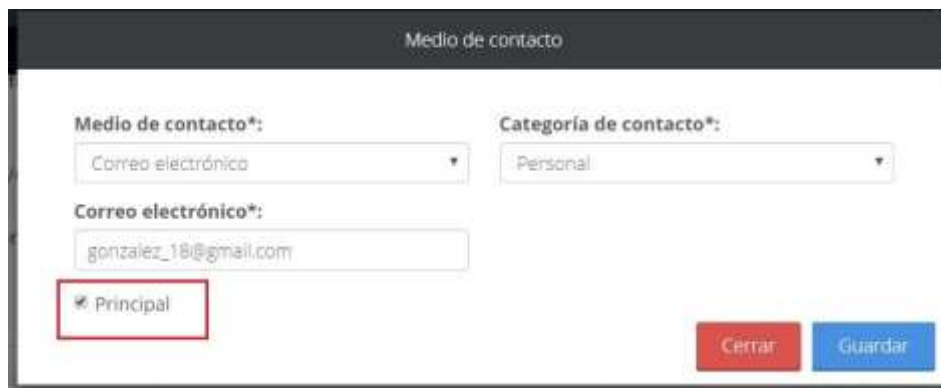 Medio de contacto
Medio de contacto*: Categoría de contacto*:
Correo electrónico Personal
Correo electrónico*:
gonzalez_18@gmail.com
Principal
Cerrar Guardar